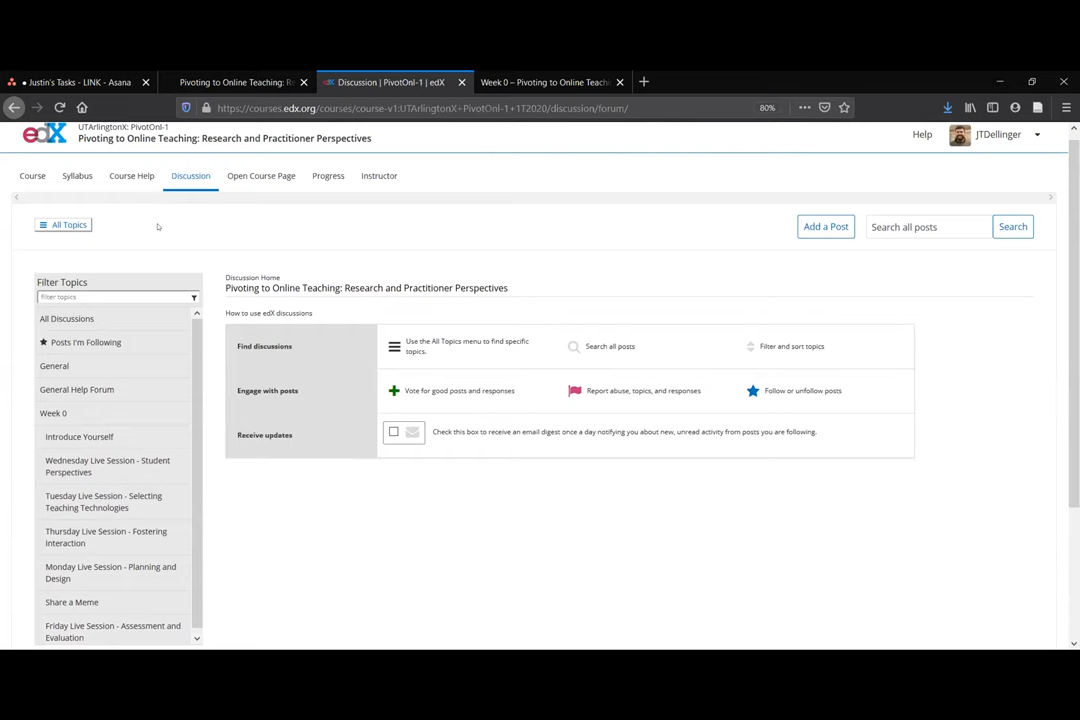 Justin's Tasks - LINK - Asana
Pivoting to Online Teaching: Re
Discussion | PivotOnl-1 | edX
Week 0 – Pivoting to Online Teachin
https://courses.edx.org/courses/course-v1:UTArlingtonX+PivotOnl-1+1T2020/discussion/forum/
80%
edX
UTArlingtonX: PivotOnl-1
Pivoting to Online Teaching: Research and Practitioner Perspectives
Help
JTDellinger
Course
Syllabus
Course Help
Discussion
Open Course Page
Progress
Instructor
All Topics
Add a Post
Search all posts
Search
Filter Topics
filter topics
All Discussions
Posts I'm Following
General
General Help Forum
Week 0
Introduce Yourself
Wednesday Live Session - Student
Perspectives
Tuesday Live Session - Selecting
Teaching Technologies
Thursday Live Session - Fostering
Interaction
Monday Live Session - Planning and
Design
Share a Meme
Friday Live Session - Assessment and
Evaluation
Discussion Home
Pivoting to Online Teaching: Research and Practitioner Perspectives
How to use edX discussions
Find discussions
Use the All Topics menu to find specific
topics.
Search all posts
Filter and sort topics
Engage with posts
Vote for good posts and responses
Report abuse, topics, and responses
Follow or unfollow posts
Receive updates
Check this box to receive an email digest once a day notifying you about new, unread activity from posts you are following.